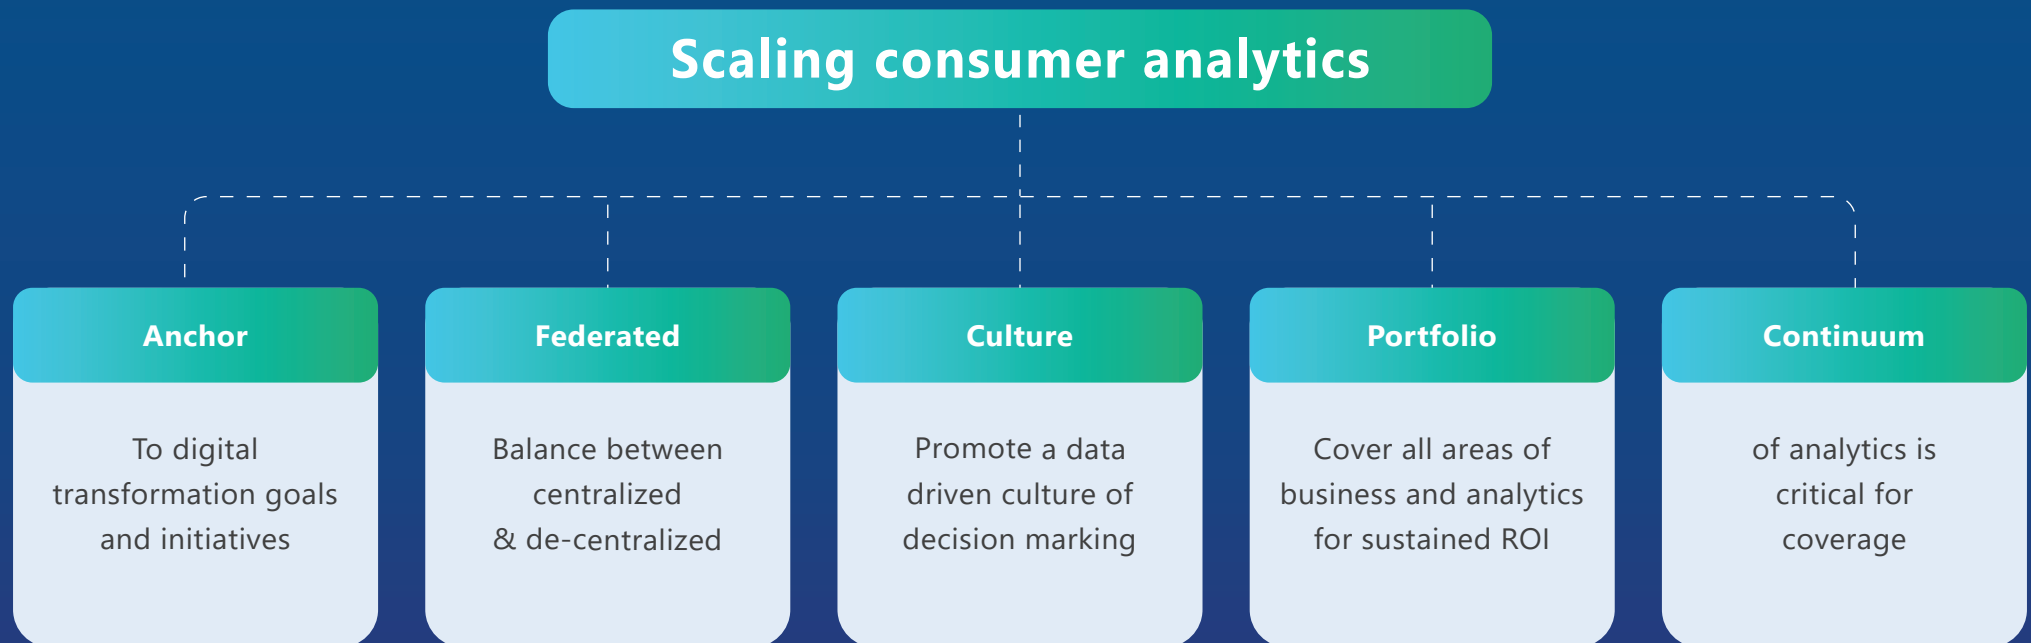 Scaling consumer analytics
Anchor
To digital
transformation goals
and initiatives
Federated
Balance between
centralized
& de-centralized
Culture
Promote a data
driven culture of
decision marking
Portfolio
Cover all areas of
business and analytics
for sustained ROI
Continuum
of analytics is
critical for
coverage